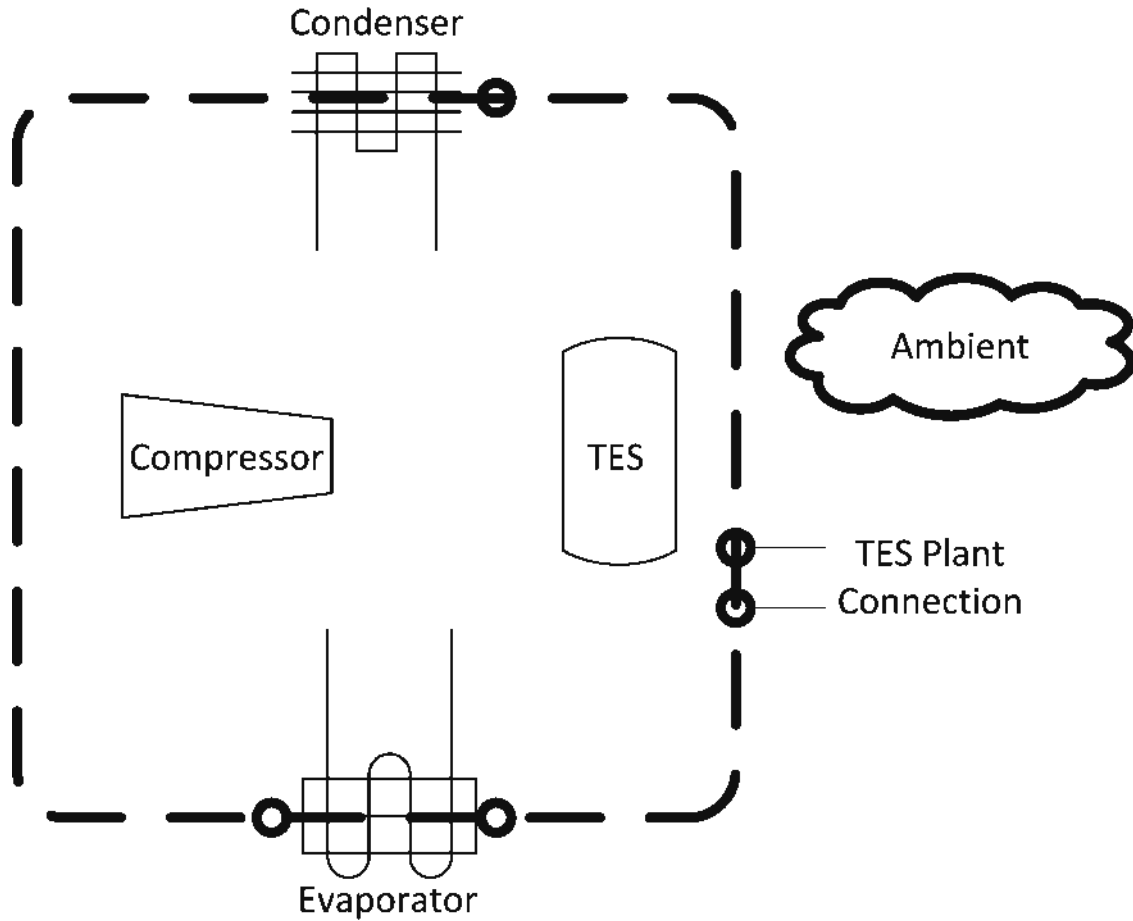 Condenser
Ambient
Compressor
TES
TES Plant
Connection
Evaporator